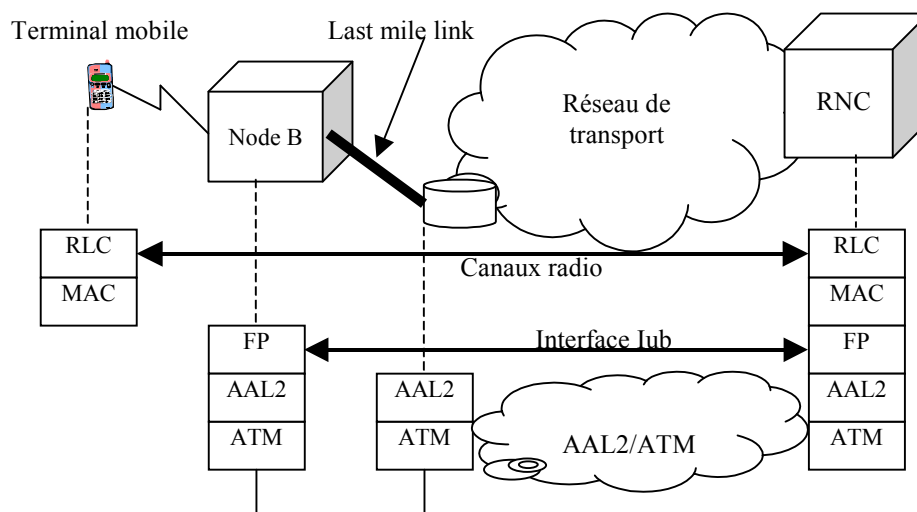 Terminal mobile
Last mile link
Réseau de
transport
RNC
Node B
RLC
RLC
Canaux radio
MAC
MAC
FP
Interface Iub
FP
AAL2
AAL2
AAL2
ATM
ATM
AAL2/ATM
ATM